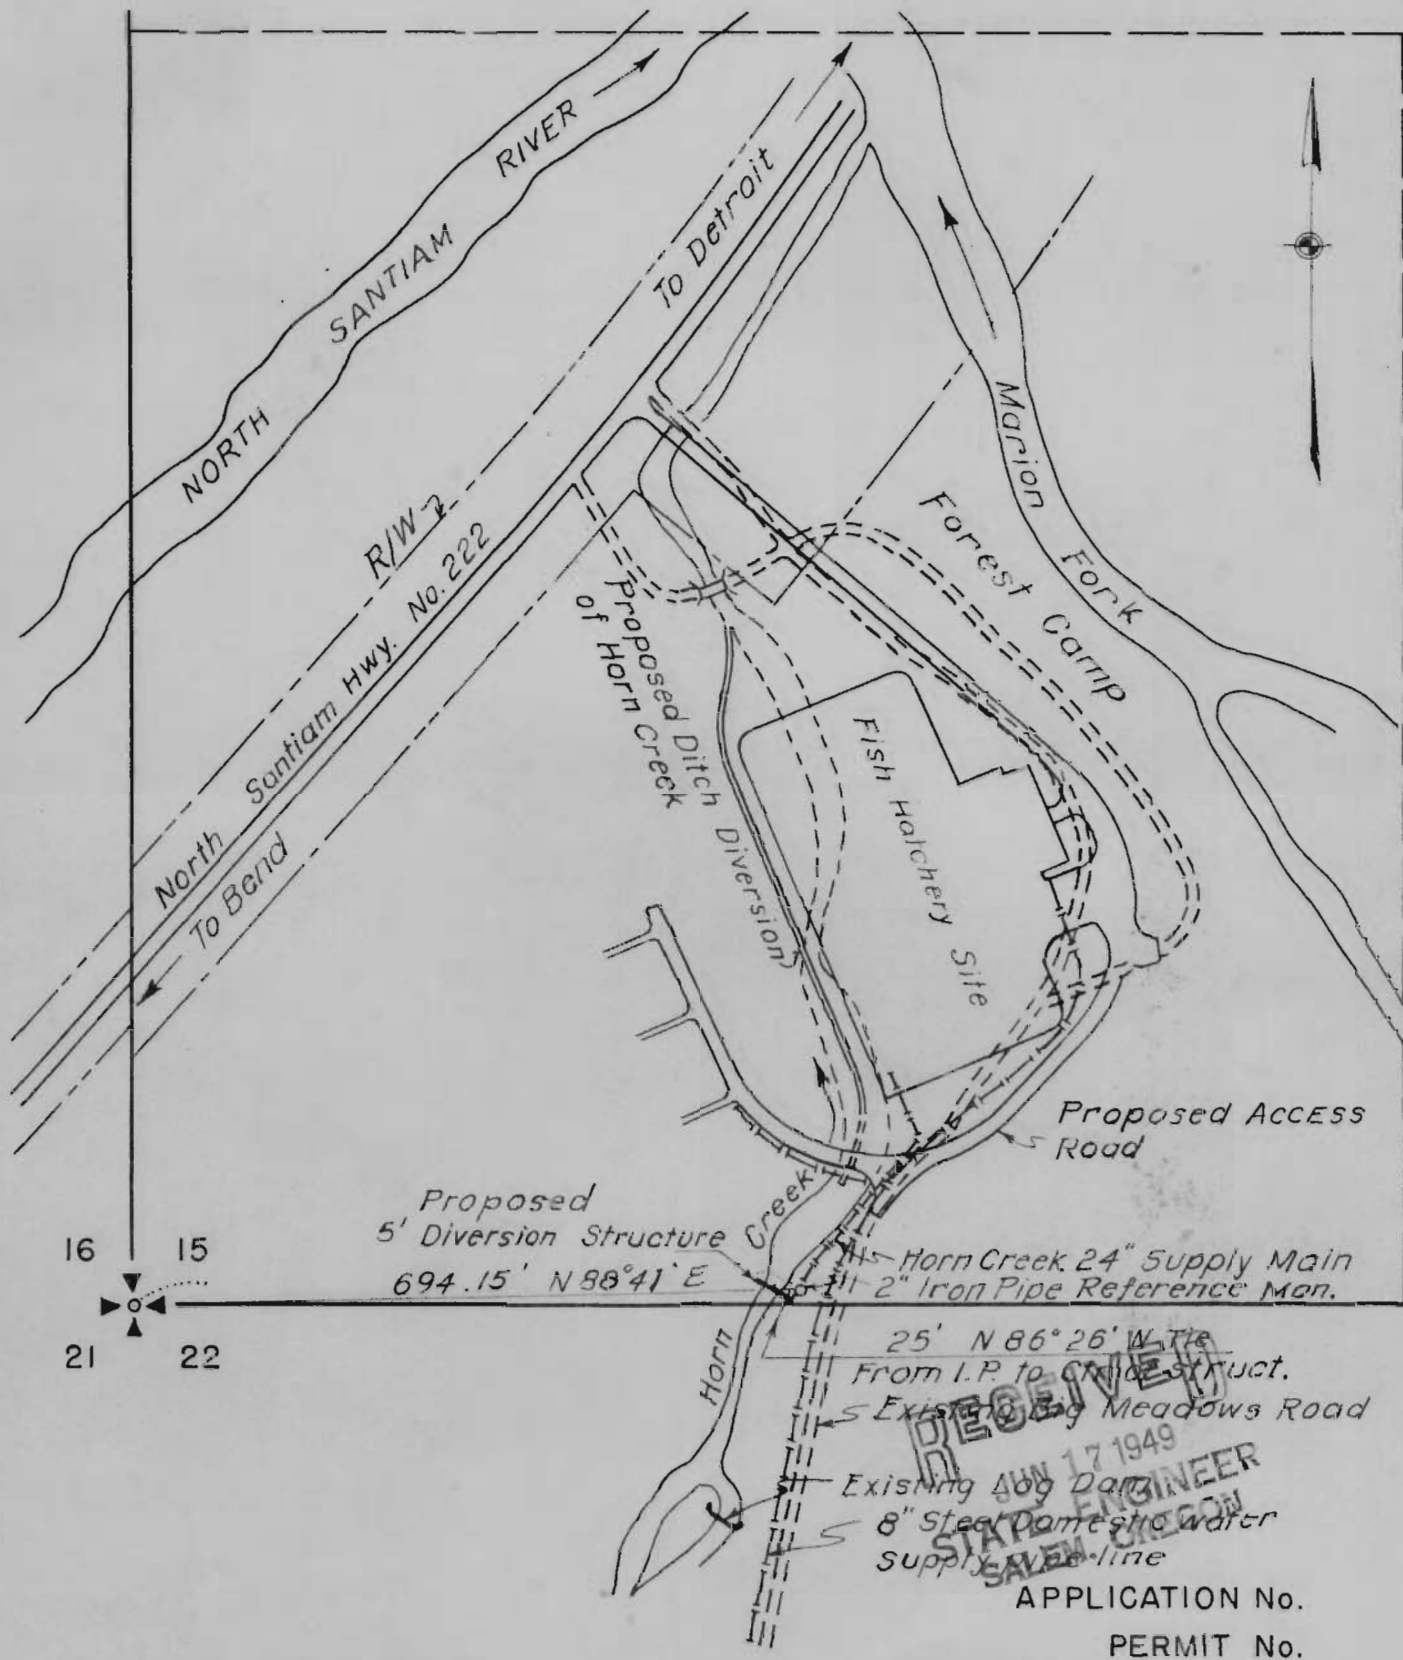 NORTH SANTIAM RIVER
To Detroit
R/W
North Santiam Hwy. No. 222
To Bend
Marion Fork
Forest Camp
Proposed Ditch
of Horn Creek
Diversion)
Fish Hatchery Site
Proposed Access
Road
Proposed
5' Diversion Structure
694.15' N 88°41' E
Horn Creek
Horn Creek 24" Supply Main
2" Iron Pipe Reference Mon.
16 15
21 22
25' N 86° 26' W Tie
From I.P. to of Struct.
Existing Big Meadows Road
Existing Log Dam
8" Steel Domestic water
supply pipe-line
RECEIVED
JUN 17 1949
STATE ENGINEER
SALEM. OREGON
APPLICATION No.
PERMIT No.